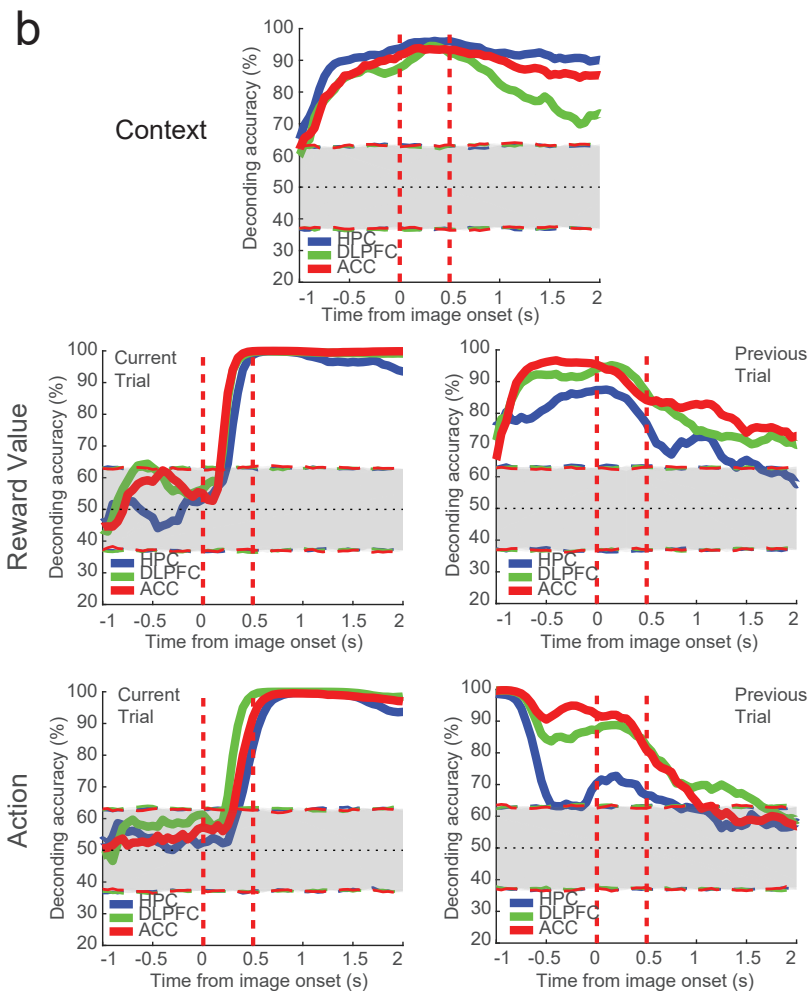 b
Context
Deconding accuracy (%)
100
90
80
70
60
50
40
30
20
HPC
DLPFC
ACC
-1 -0.5 0 0.5 1 1.5 2
Time from image onset (s)
Reward Value
Current
Trial
Deconding accuracy (%)
100
90
80
70
60
50
40
30
20
HPC
DLPFC
ACC
-1 -0.5 0 0.5 1 1.5 2
Time from image onset (s)
Previous
Trial
Deconding accuracy (%)
100
90
80
70
60
50
40
30
20
HPC
DLPFC
ACC
-1 -0.5 0 0.5 1 1.5 2
Time from image onset (s)
Action
Current
Trial
Deconding accuracy (%)
100
90
80
70
60
50
40
30
20
HPC
DLPFC
ACC
-1 -0.5 0 0.5 1 1.5 2
Time from image onset (s)
Previous
Trial
Deconding accuracy (%)
100
90
80
70
60
50
40
30
20
HPC
DLPFC
ACC
-1 -0.5 0 0.5 1 1.5 2
Time from image onset (s)